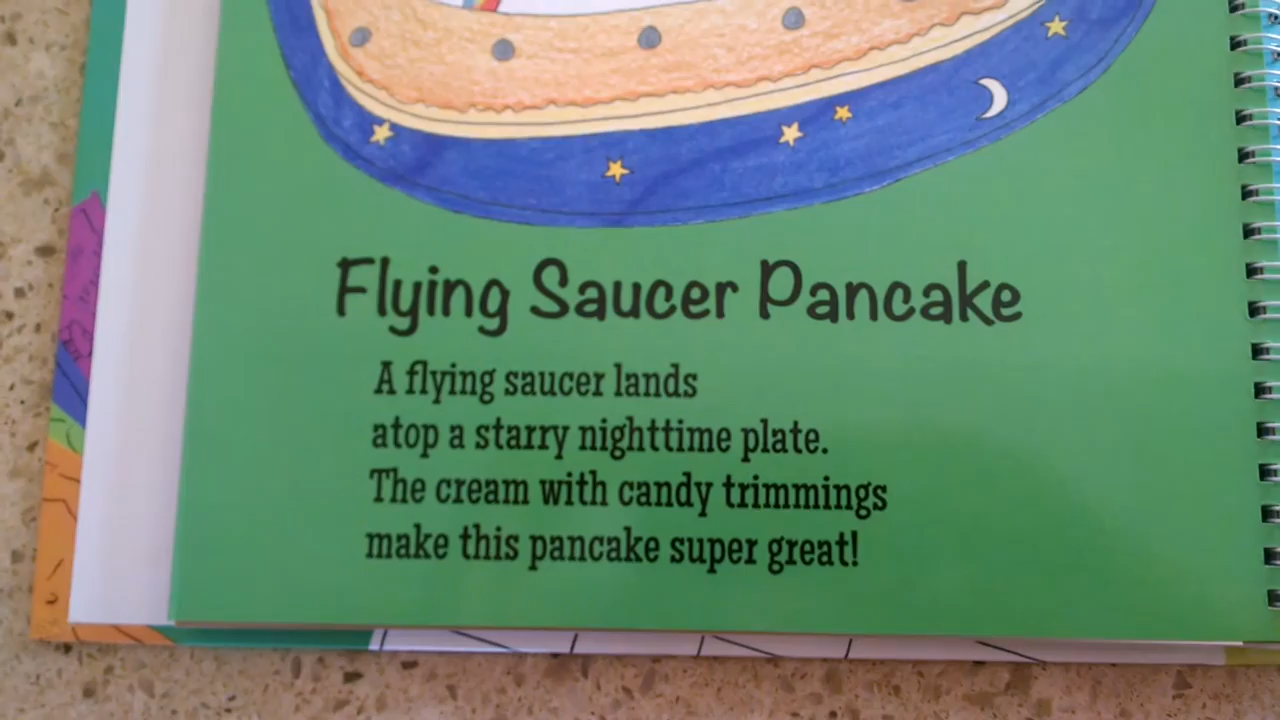 Flying Saucer Pancake
A flying saucer lands
atop a starry nighttime plate.
The cream with candy trimmings
make this pancake super great!